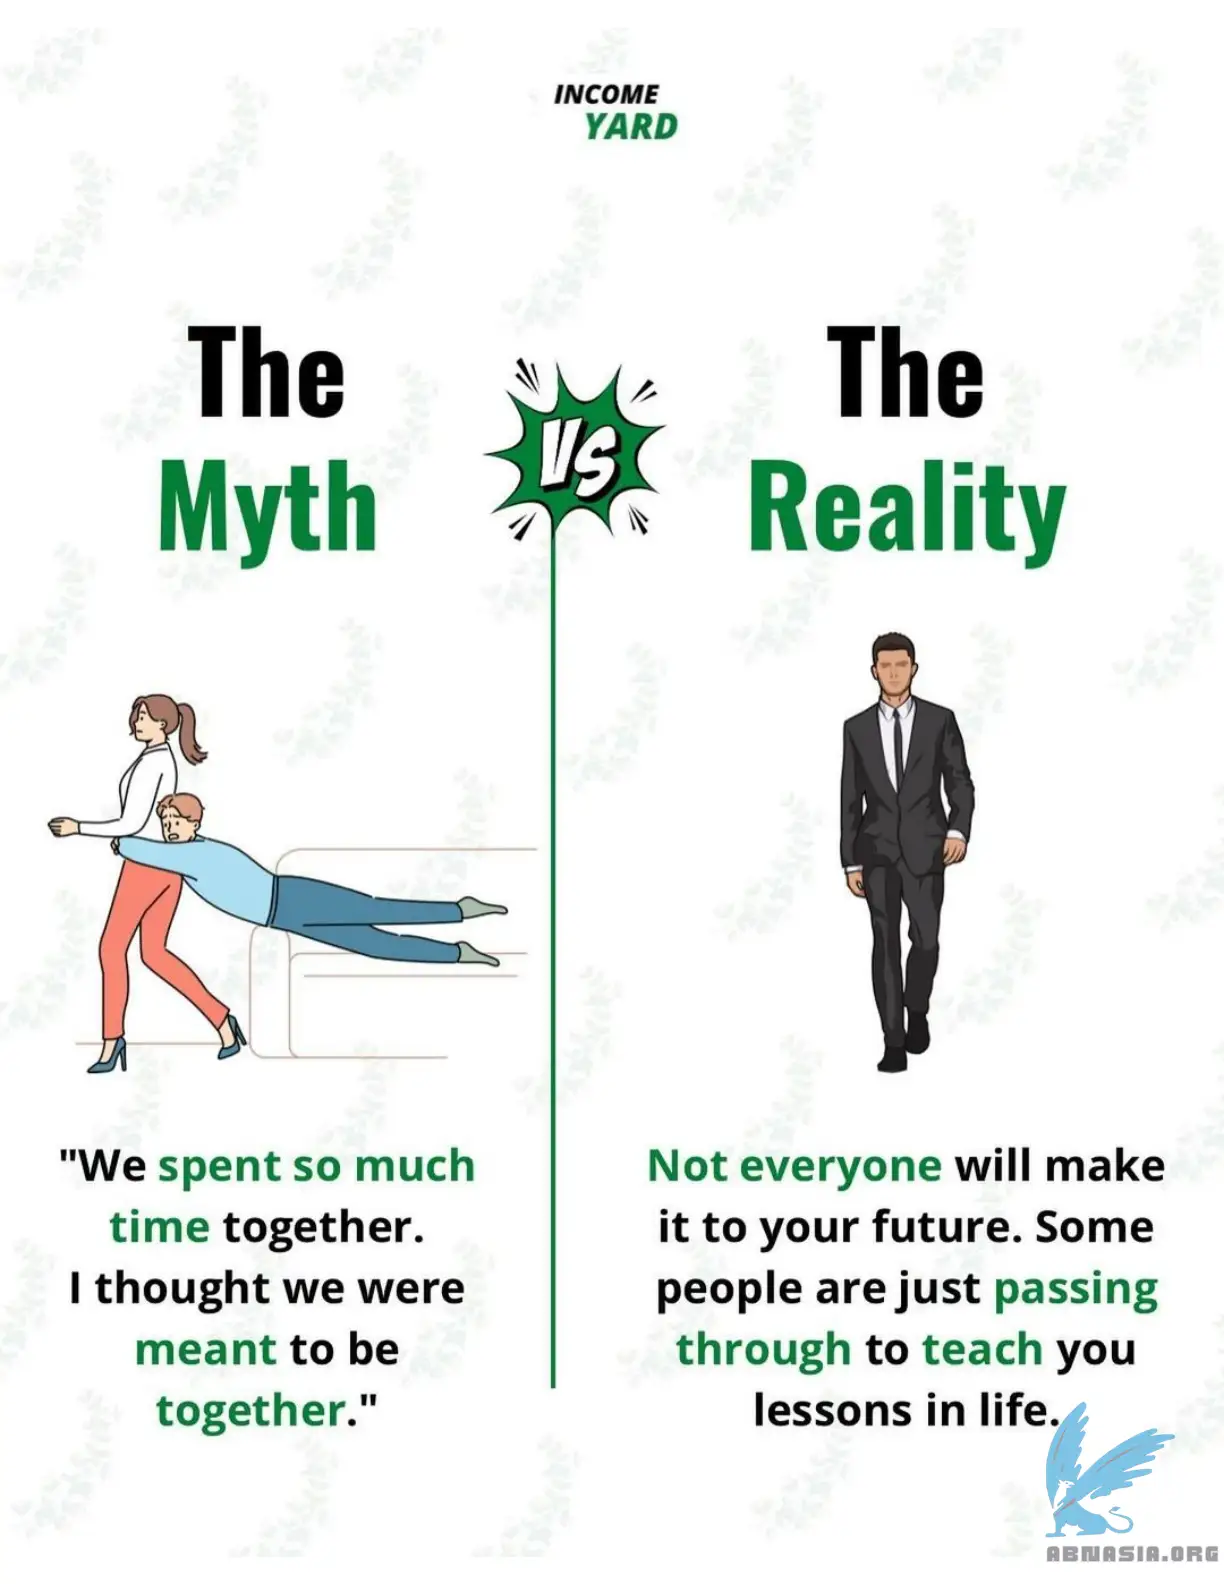 INCOME
YARD
The
Myth
VS
The
Reality
"We spent so much
time together.
I thought we were
meant to be
together."
Not everyone will make
it to your future. Some
people are just passing
through to teach you
lessons in life.
ABNASIA.ORG